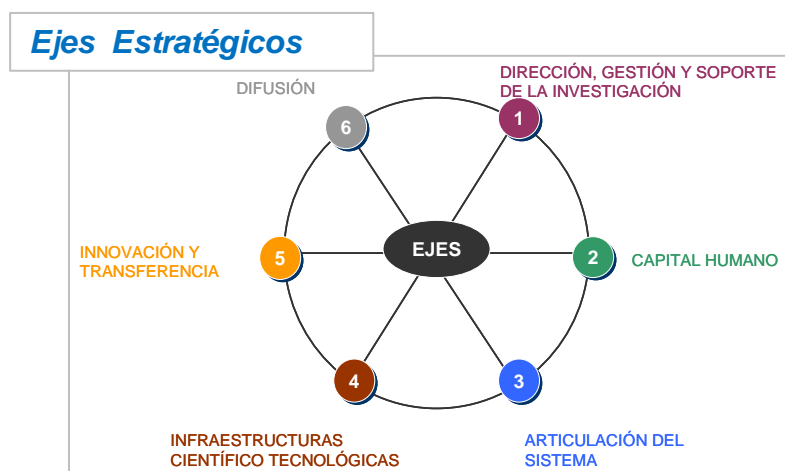 Ejes Estratégicos
DIFUSIÓN
DIRECCIÓN, GESTIÓN Y SOPORTE
DE LA INVESTIGACIÓN
6
1
INNOVACIÓN Y
TRANSFERENCIA
5
EJES
2
CAPITAL HUMANO
4
3
INFRAESTRUCTURAS
CIENTÍFICO TECNOLÓGICAS
ARTICULACIÓN DEL
SISTEMA